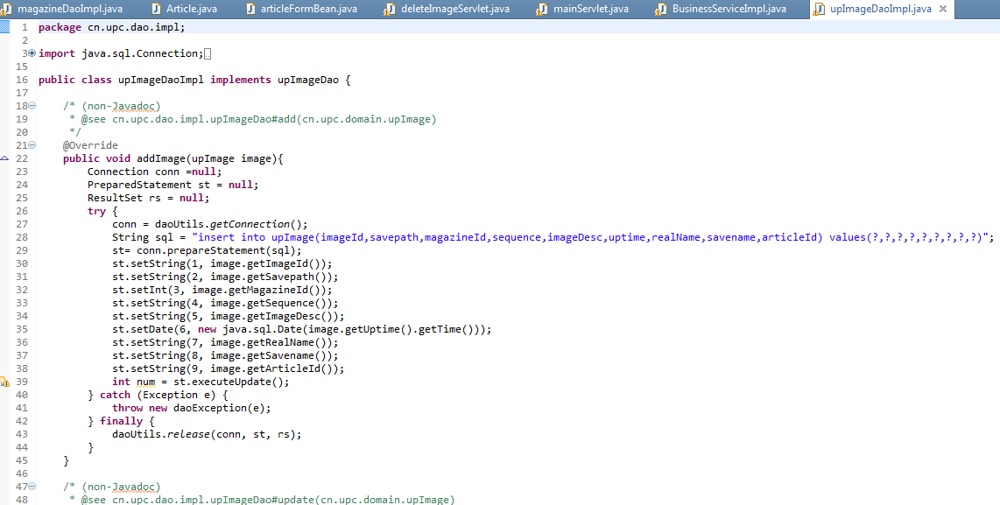 magazineDaoImpl.java Article.java articleFormBean.java deleteImageServlet.java mainServlet.java BusinessServiceImpl.java upImageDaoImpl.java
1 package cn.upc.dao.impl;
2
3 import java.sql.Connection;
15
16 public class upImageDaoImpl implements upImageDao {
17
18 /* (non-Javadoc)
19 * @see cn.upc.dao.impl.upImageDao#add(cn.upc.domain.upImage)
20 */
21 @Override
22 public void addImage(upImage image){
23 Connection conn =null;
24 PreparedStatement st = null;
25 ResultSet rs = null;
26 try {
27 conn = daoUtils.getConnection();
28 String sql = "insert into upImage(imageId,savepath,magazineId,sequence,imageDesc,uptime,realName,savename,articleId) values(?,?,?,?,?,?,?,?,?)";
29 st= conn.prepareStatement(sql);
30 st.setString(1, image.getImageId());
31 st.setString(2, image.getSavepath());
32 st.setInt(3, image.getMagazineId());
33 st.setString(4, image.getSequence());
34 st.setString(5, image.getImageDesc());
35 st.setDate(6, new java.sql.Date(image.getUptime().getTime()));
36 st.setString(7, image.getRealName());
37 st.setString(8, image.getSavename());
38 st.setString(9, image.getArticleId());
39 int num = st.executeUpdate();
40 } catch (Exception e) {
41 throw new daoException(e);
42 } finally {
43 daoUtils.release(conn, st, rs);
44 }
45 }
46
47 /* (non-Javadoc)
48 * @see cn.upc.dao.impl.upImageDao#update(cn.upc.domain.upImage)